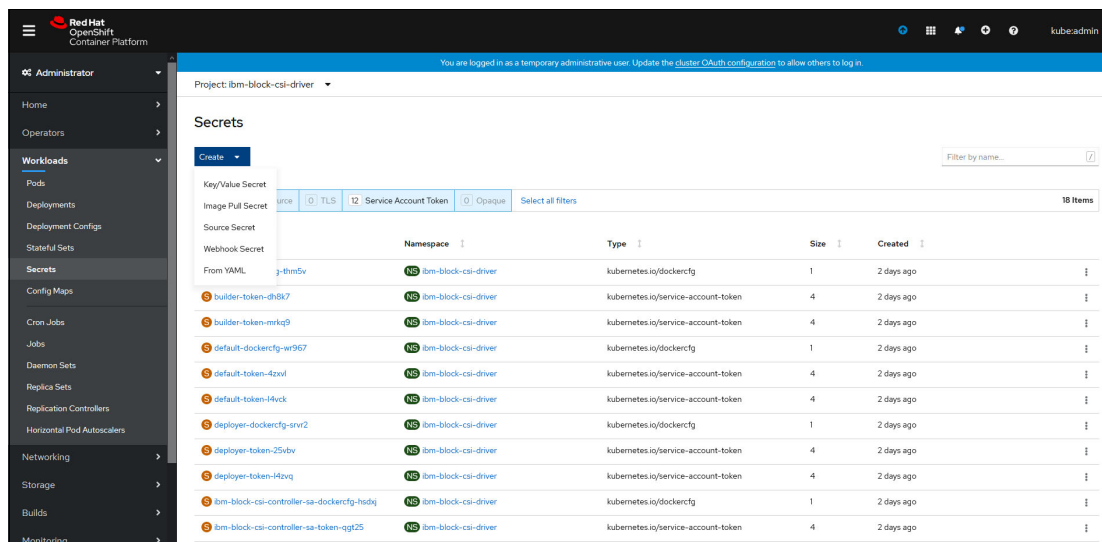 Red Hat
OpenShift
Container Platform
kube:admin
Administrator
You are logged in as a temporary administrative user. Update the cluster OAuth configuration to allow others to log in.
Project: ibm-block-csi-driver
Home
Operators
Workloads
Pods
Deployments
Deployment Configs
Stateful Sets
Secrets
Config Maps
Cron Jobs
Jobs
Daemon Sets
Replica Sets
Replication Controllers
Horizontal Pod Autoscalers
Networking
Storage
Builds
Monitoring
Secrets
Create
Filter by name...
/
Key/Value Secret
Image Pull Secret
Source Secret
Webhook Secret
From YAML
0 TLS 12 Service Account Token 0 Opaque Select all filters 18 Items
Namespace Type Size Created
g-thm5v NS ibm-block-csi-driver kubernetes.io/dockercfg 1 2 days ago
S builder-token-dh8k7 NS ibm-block-csi-driver kubernetes.io/service-account-token 4 2 days ago
S builder-token-mrkq9 NS ibm-block-csi-driver kubernetes.io/service-account-token 4 2 days ago
S default-dockercfg-wr967 NS ibm-block-csi-driver kubernetes.io/dockercfg 1 2 days ago
S default-token-4zxvl NS ibm-block-csi-driver kubernetes.io/service-account-token 4 2 days ago
S default-token-l4vck NS ibm-block-csi-driver kubernetes.io/service-account-token 4 2 days ago
S deployer-dockercfg-srvr2 NS ibm-block-csi-driver kubernetes.io/dockercfg 1 2 days ago
S deployer-token-25vbv NS ibm-block-csi-driver kubernetes.io/service-account-token 4 2 days ago
S deployer-token-l4zvq NS ibm-block-csi-driver kubernetes.io/service-account-token 4 2 days ago
S ibm-block-csi-controller-sa-dockercfg-hsdxj NS ibm-block-csi-driver kubernetes.io/dockercfg 1 2 days ago
S ibm-block-csi-controller-sa-token-qgt25 NS ibm-block-csi-driver kubernetes.io/service-account-token 4 2 days ago